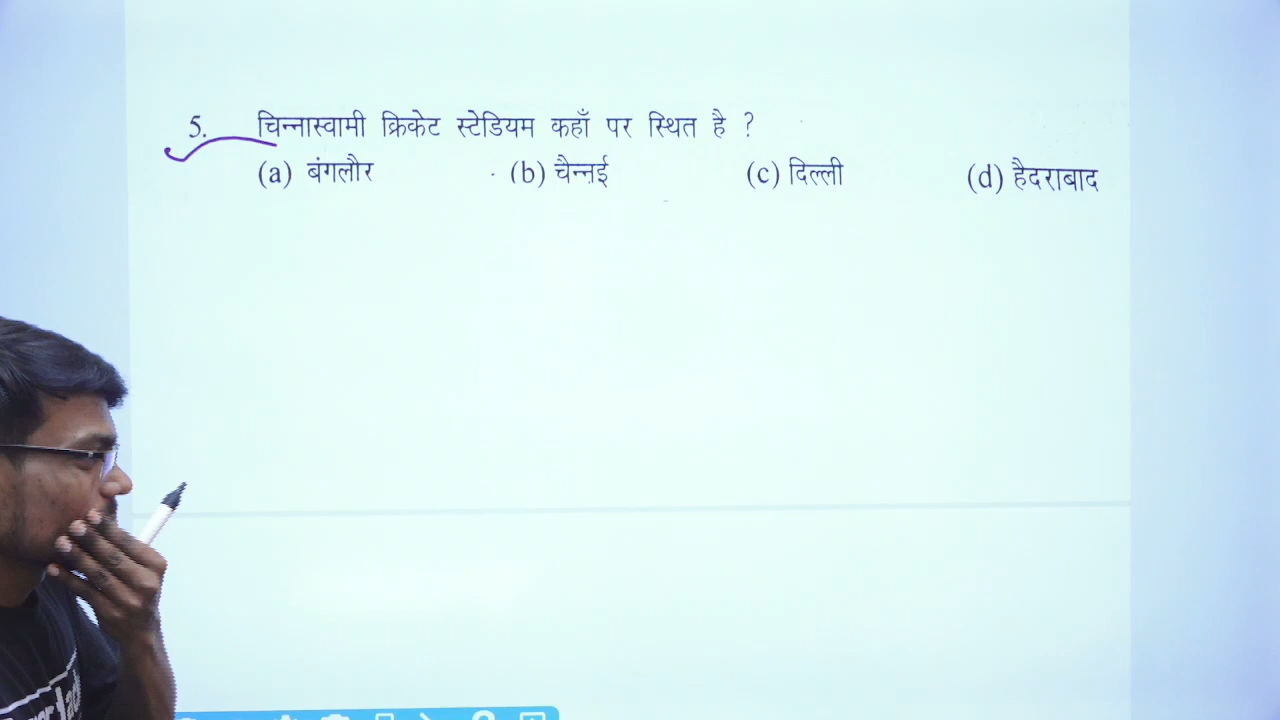 5. चिन्नास्वामी क्रिकेट स्टेडियम कहाँ पर स्थित है ?
(a) बंगलौर (b) चैन्नई (c) दिल्ली (d) हैदराबाद